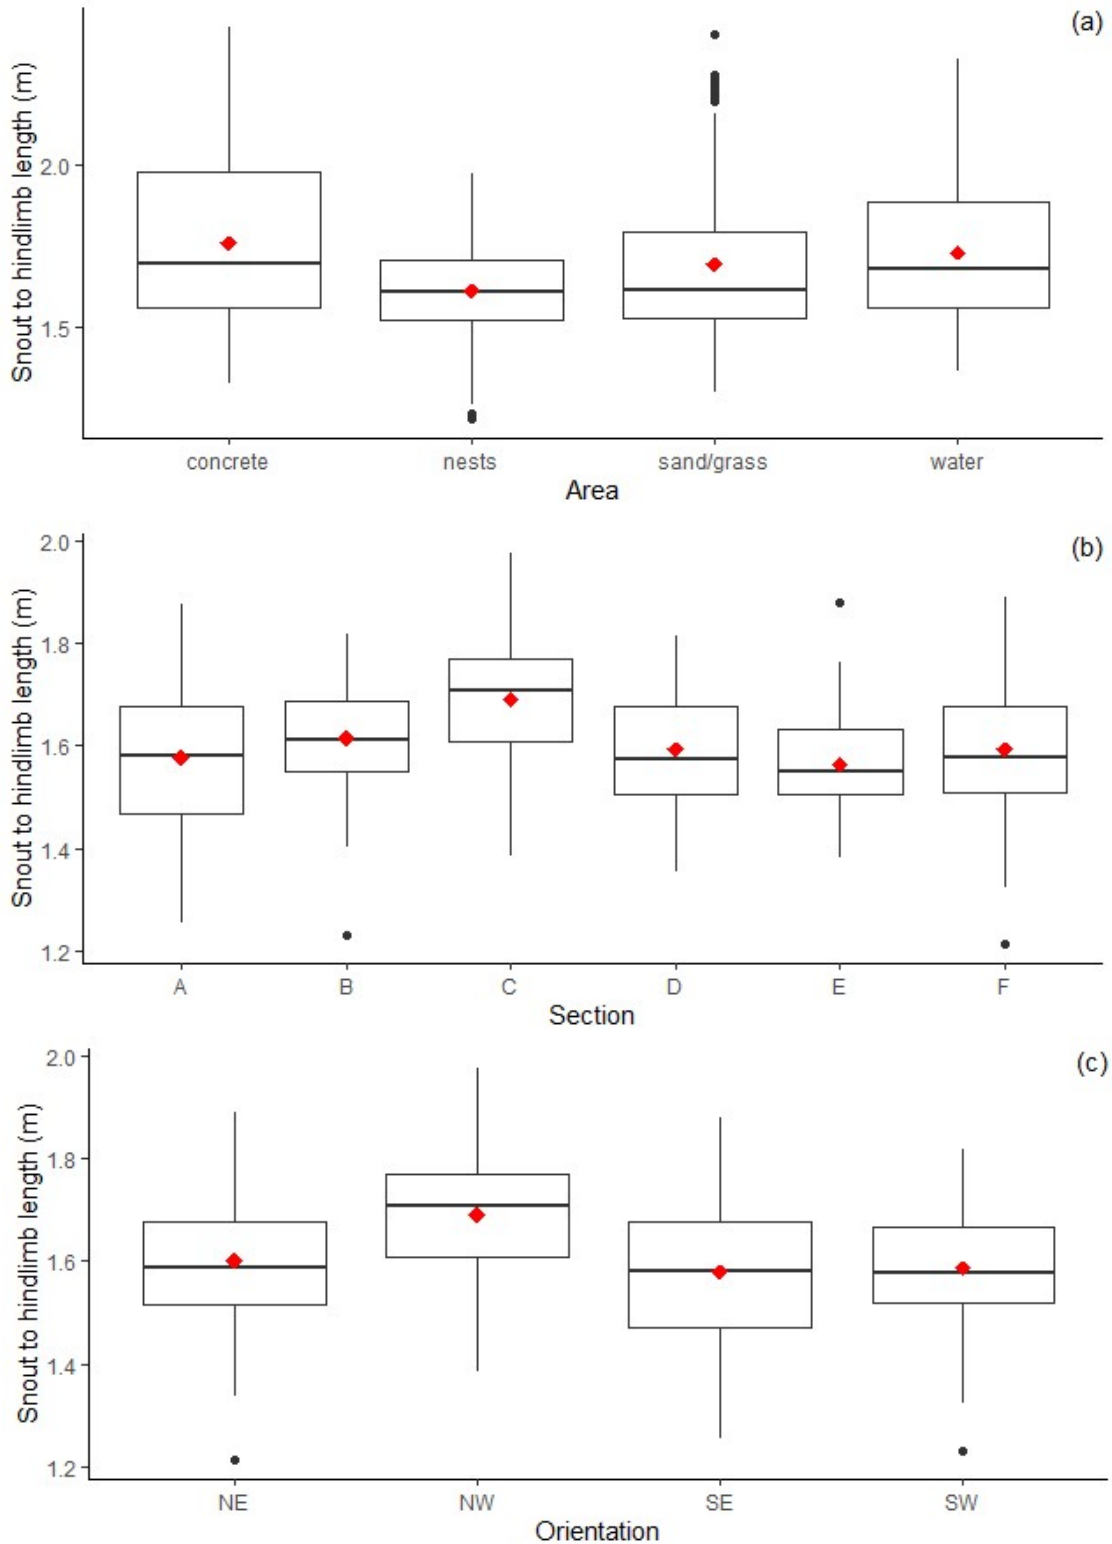 (a)
Snout to hindlimb length (m)
2.0
1.5
concrete nests sand/grass water
Area
(b)
Snout to hindlimb length (m)
2.0
1.8
1.6
1.4
1.2
A B C D E F
Section
(c)
Snout to hindlimb length (m)
2.0
1.8
1.6
1.4
1.2
NE NW SE SW
Orientation